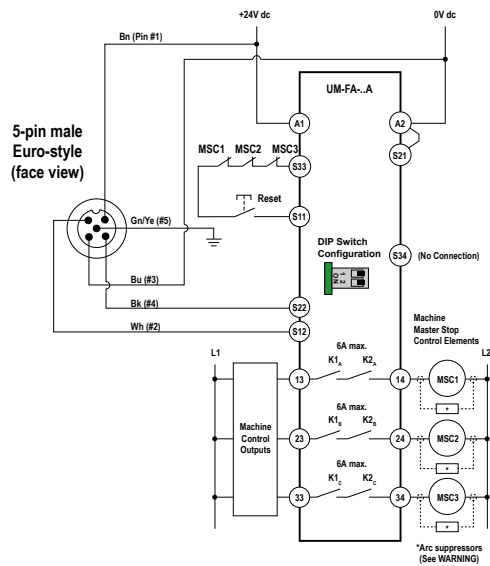 +24V dc
0V dc
Bn (Pin #1)
UM-FA-..A
5-pin male
Euro-style
(face view)
A1
A2
S21
MSC1 MSC2 MSC3
S33
Reset
S11
Gn/Ye (#5)
DIP Switch
Configuration
1 2
ON
S34
(No Connection)
Bu (#3)
Bk (#4)
S22
Wh (#2)
S12
Machine
Master Stop
Control Elements
L1
L2
6A max.
13
K1A
K2A
14
MSC1
*
Machine
Control
Outputs
6A max.
23
K1B
K2B
24
MSC2
*
6A max.
33
K1C
K2C
34
MSC3
*
*Arc suppressors
(See WARNING)